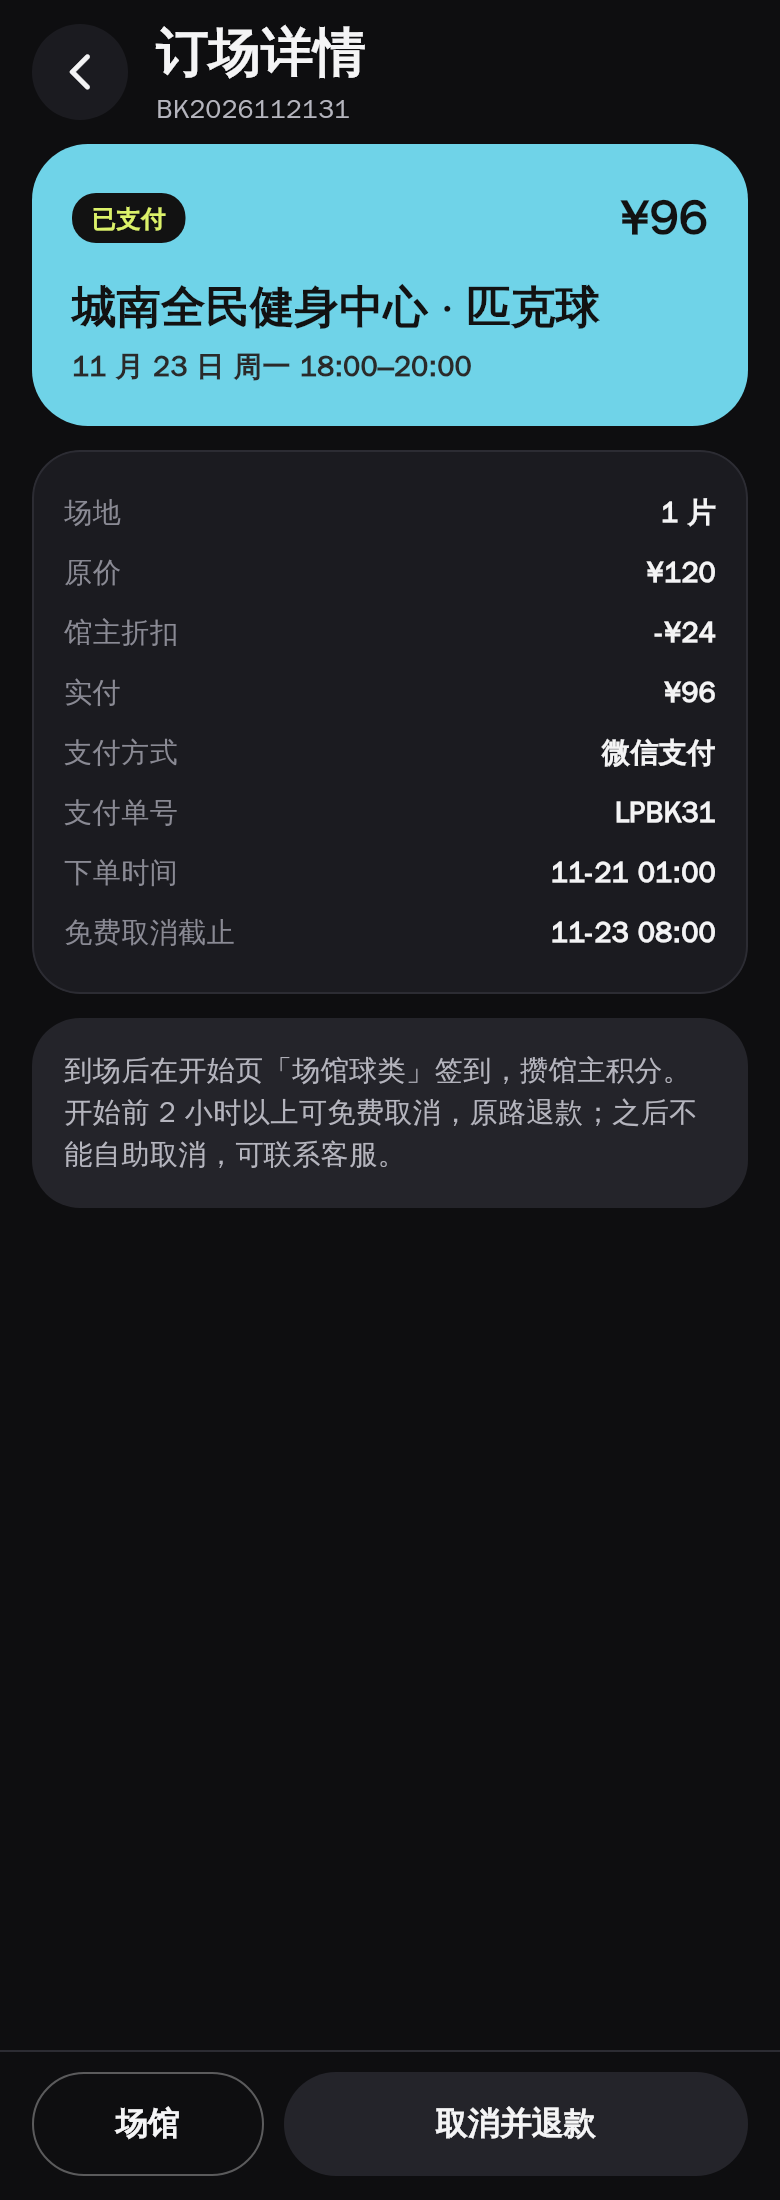 订场详情
BK2026112131
已支付
¥96
城南全民健身中心 · 匹克球
11 月 23 日 周一 18:00–20:00
场地 1 片
原价 ¥120
馆主折扣 -¥24
实付 ¥96
支付方式 微信支付
支付单号 LPBK31
下单时间 11-21 01:00
免费取消截止 11-23 08:00
到场后在开始页「场馆球类」签到，攒馆主积分。
开始前 2 小时以上可免费取消，原路退款；之后不
能自助取消，可联系客服。
场馆
取消并退款